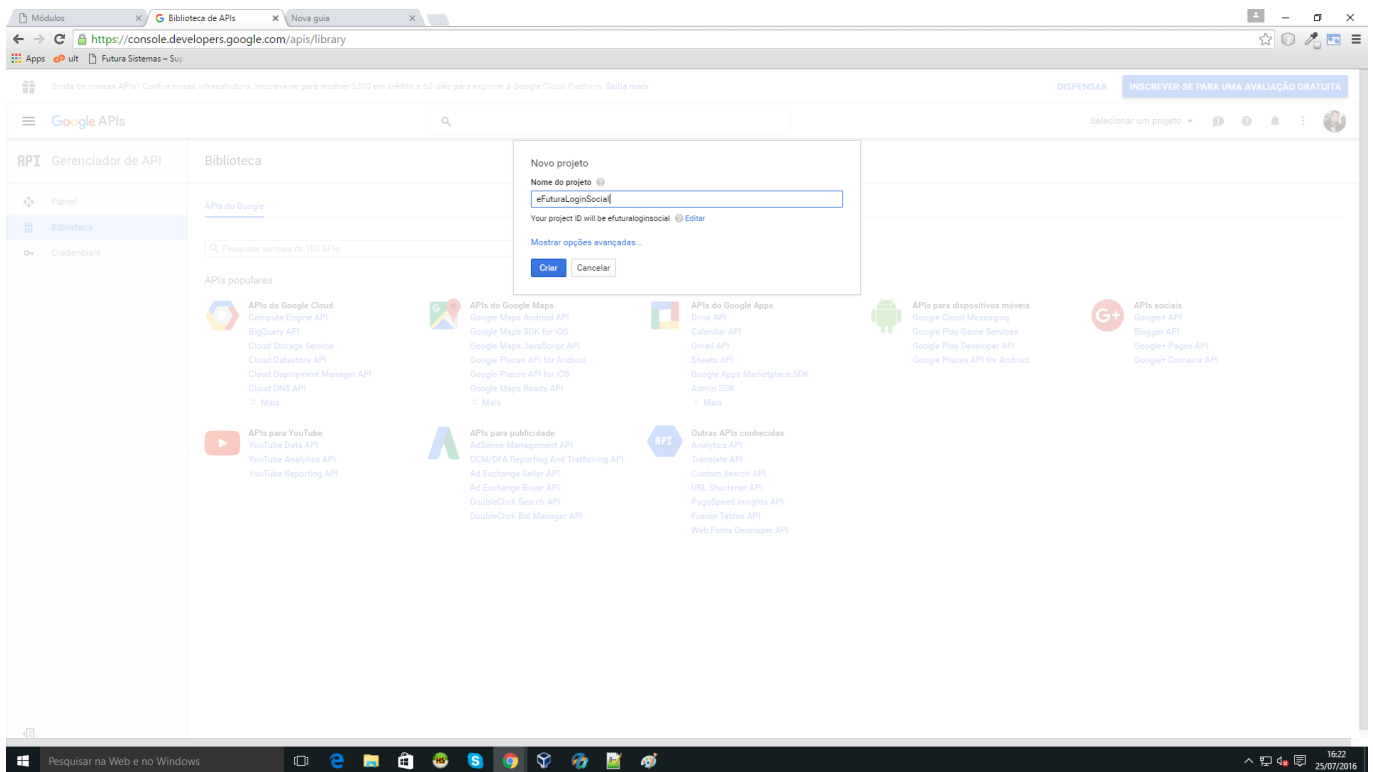 Módulos
Biblioteca de APIs
Nova guia
https://console.developers.google.com/apis/library
Apps
ult
Futura Sistemas – Sup
Gosta de nossas APIs? Confira nossa infraestrutura. Inscreva-se para receber $300 em crédito e 60 dias para explorar a Google Cloud Platform. Saiba mais
DISPENSAR
INSCREVER-SE PARA UMA AVALIAÇÃO GRATUITA
Google APIs
Selecionar um projeto
API Gerenciador de API
Biblioteca
Painel
Biblioteca
Credenciais
APIs do Google
Pesquisar as mais de 100 APIs
Novo projeto
Nome do projeto
eFuturaLoginSocial
Your project ID will be efuturaloginsocial Editar
Mostrar opções avançadas...
Criar
Cancelar
APIs populares
APIs do Google Cloud
Compute Engine API
BigQuery API
Cloud Storage Service
Cloud Datastore API
Cloud Deployment Manager API
Cloud DNS API
Mais
APIs do Google Maps
Google Maps Android API
Google Maps SDK for iOS
Google Maps JavaScript API
Google Places API for Android
Google Places API for iOS
Google Maps Roads API
Mais
APIs do Google Apps
Drive API
Calendar API
Gmail API
Sheets API
Google Apps Marketplace SDK
Admin SDK
Mais
APIs para dispositivos móveis
Google Cloud Messaging
Google Play Game Services
Google Play Developer API
Google Places API for Android
G+
APIs sociais
Google+ API
Blogger API
Google+ Pages API
Google+ Domains API
APIs para YouTube
YouTube Data API
YouTube Analytics API
YouTube Reporting API
APIs para publicidade
AdSense Management API
DCM/DFA Reporting And Trafficking API
Ad Exchange Seller API
Ad Exchange Buyer API
DoubleClick Search API
DoubleClick Bid Manager API
API
Outras APIs conhecidas
Analytics API
Translate API
Custom Search API
URL Shortener API
PageSpeed Insights API
Fusion Tables API
Web Fonts Developer API
Pesquisar na Web e no Windows
HS
16:22
25/07/2016